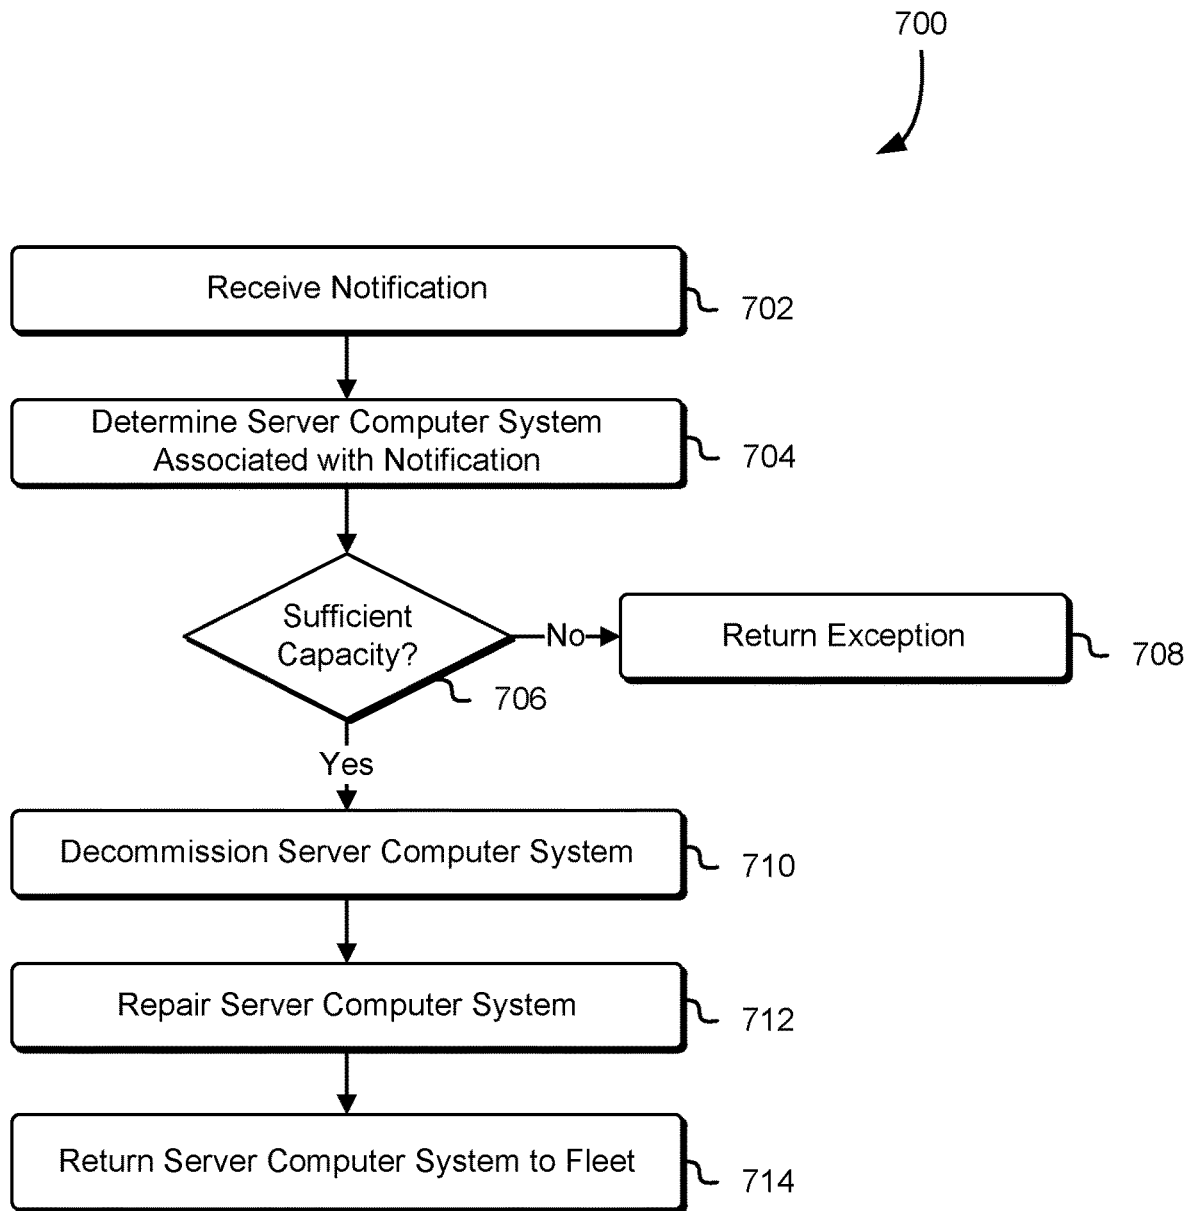 700
Receive Notification
702
Determine Server Computer System
Associated with Notification
704
Sufficient
Capacity?
706
No
Return Exception
708
Yes
Decommission Server Computer System
710
Repair Server Computer System
712
Return Server Computer System to Fleet
714